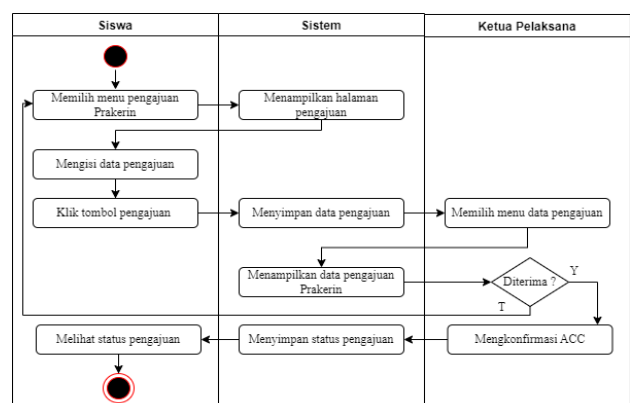 Siswa
Sistem
Ketua Pelaksana
Memilih menu pengajuan
Prakerin
Menampilkan halaman
pengajuan
Mengisi data pengajuan
Klik tombol pengajuan
Menyimpan data pengajuan
Memilih menu data pengajuan
Menampilkan data pengajuan
Prakerin
Diterima ?
Y
T
Melihat status pengajuan
Menyimpan status pengajuan
Mengkonfirmasi ACC